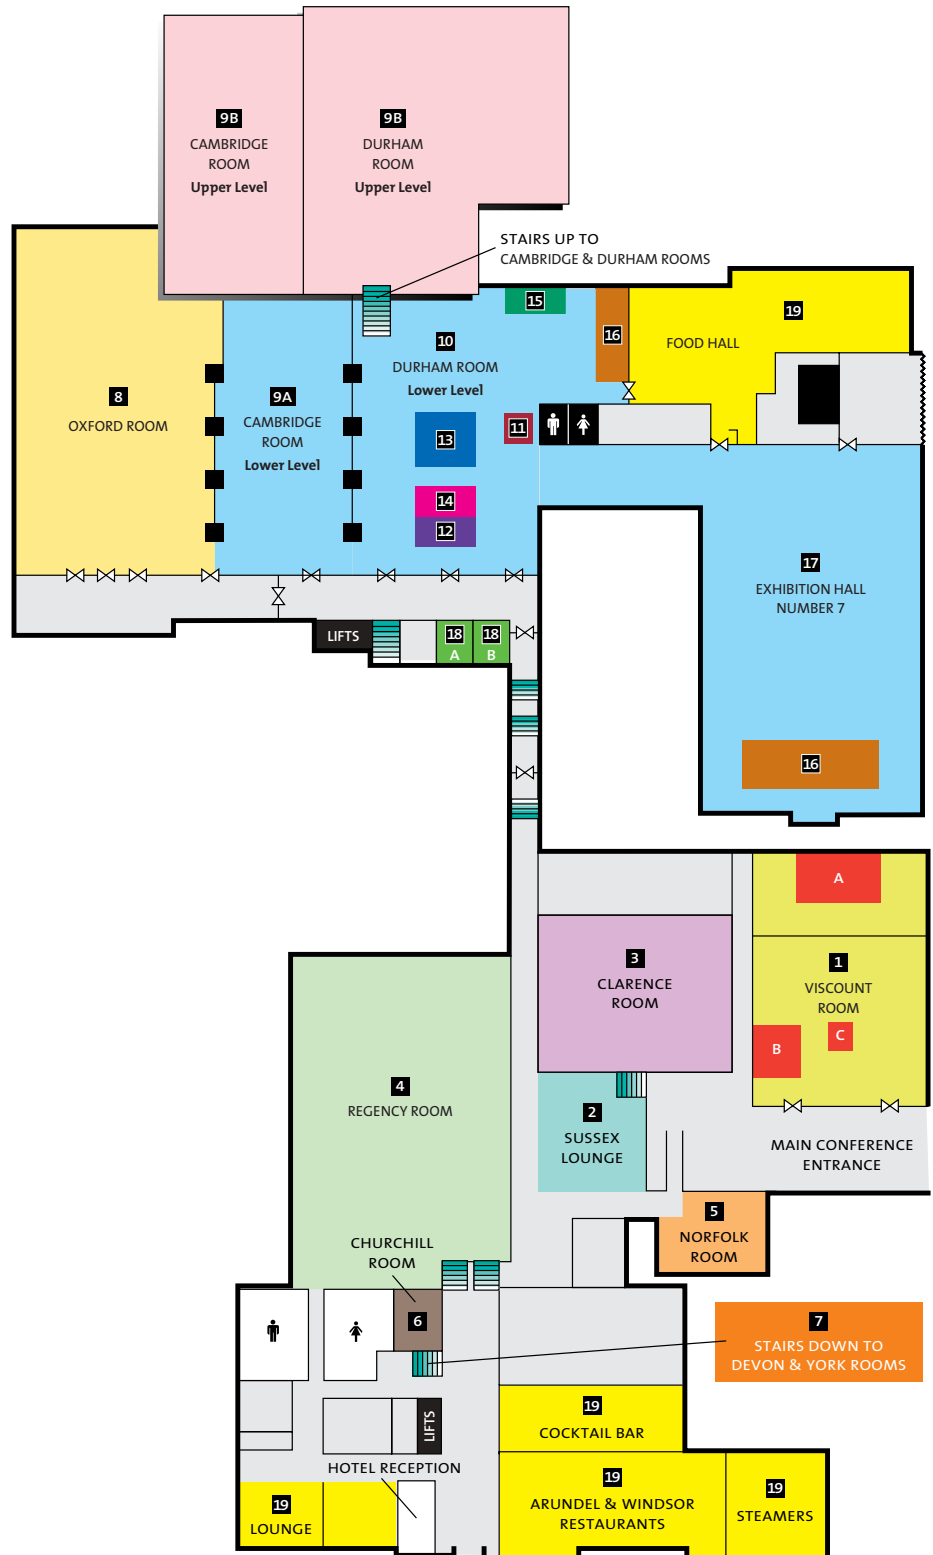 9B
CAMBRIDGE
ROOM
Upper Level
9B
DURHAM
ROOM
Upper Level
STAIRS UP TO
CAMBRIDGE & DURHAM ROOMS
15
16
19
FOOD HALL
10
DURHAM ROOM
Lower Level
8
OXFORD ROOM
9A
CAMBRIDGE
ROOM
Lower Level
11
13
14
12
17
EXHIBITION HALL
NUMBER 7
LIFTS
18
A
18
B
16
A
3
CLARENCE
ROOM
1
VISCOUNT
ROOM
C
B
4
REGENCY ROOM
2
SUSSEX
LOUNGE
MAIN CONFERENCE
ENTRANCE
5
NORFOLK
ROOM
CHURCHILL
ROOM
6
7
STAIRS DOWN TO
DEVON & YORK ROOMS
19
COCKTAIL BAR
LIFTS
HOTEL RECEPTION
19
LOUNGE
19
ARUNDEL & WINDSOR
RESTAURANTS
19
STEAMERS